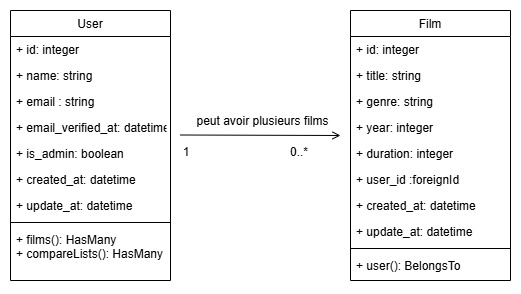 User
+ id: integer
+ name: string
+ email : string
+ email_verified_at: datetime
+ is_admin: boolean
+ created_at: datetime
+ update_at: datetime
+ films(): HasMany
+ compareLists(): HasMany
peut avoir plusieurs films
1
0..*
Film
+ id: integer
+ title: string
+ genre: string
+ year: integer
+ duration: integer
+ user_id :foreignId
+ created_at: datetime
+ update_at: datetime
+ user(): BelongsTo